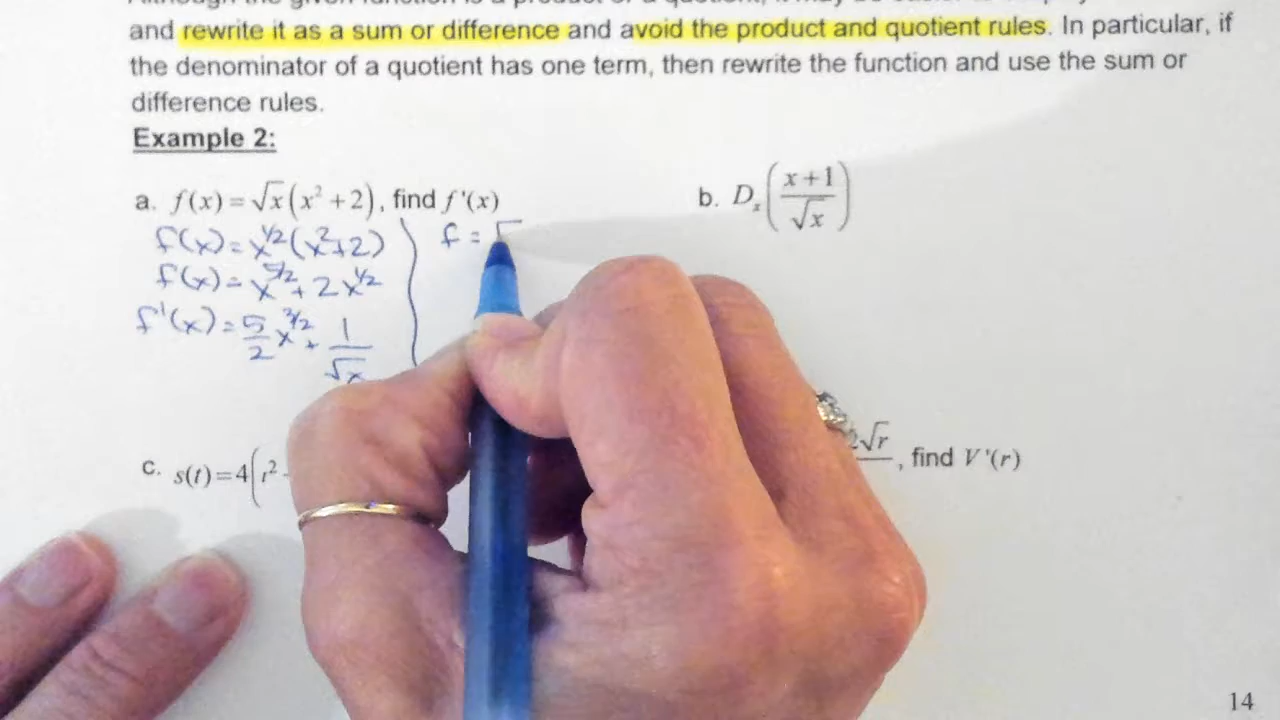 and rewrite it as a sum or difference and avoid the product and quotient rules. In particular, if
the denominator of a quotient has one term, then rewrite the function and use the sum or
difference rules.
Example 2:
a. f(x) = √x(x² + 2), find f'(x)
b. Dₓ((x+1)/√x)
f(x) = x^1/2(x²+2)
f =
f(x) = x^5/2 + 2x^1/2
f'(x) = 5/2 x^3/2 + 1/√x
c. s(t) = 4(t²
2√r, find V'(r)
14